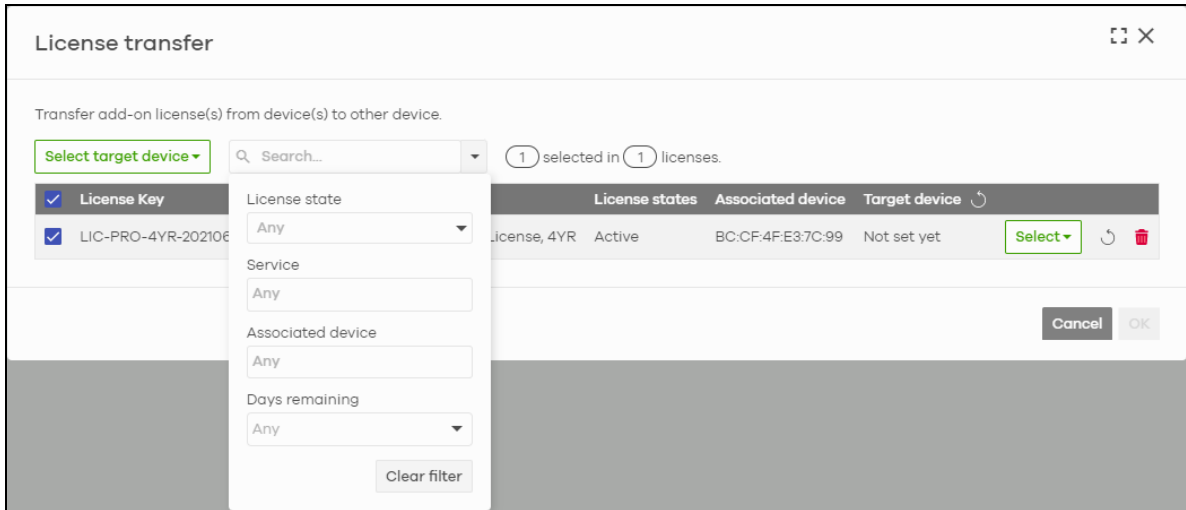 License transfer
Transfer add-on license(s) from device(s) to other device.
Select target device Search... 1 selected in 1 licenses.
License Key License states Associated device Target device
LIC-PRO-4YR-202106 License, 4YR Active BC:CF:4F:E3:7C:99 Not set yet Select
License state
Any
Service
Any
Associated device
Any
Days remaining
Any
Clear filter
Cancel OK